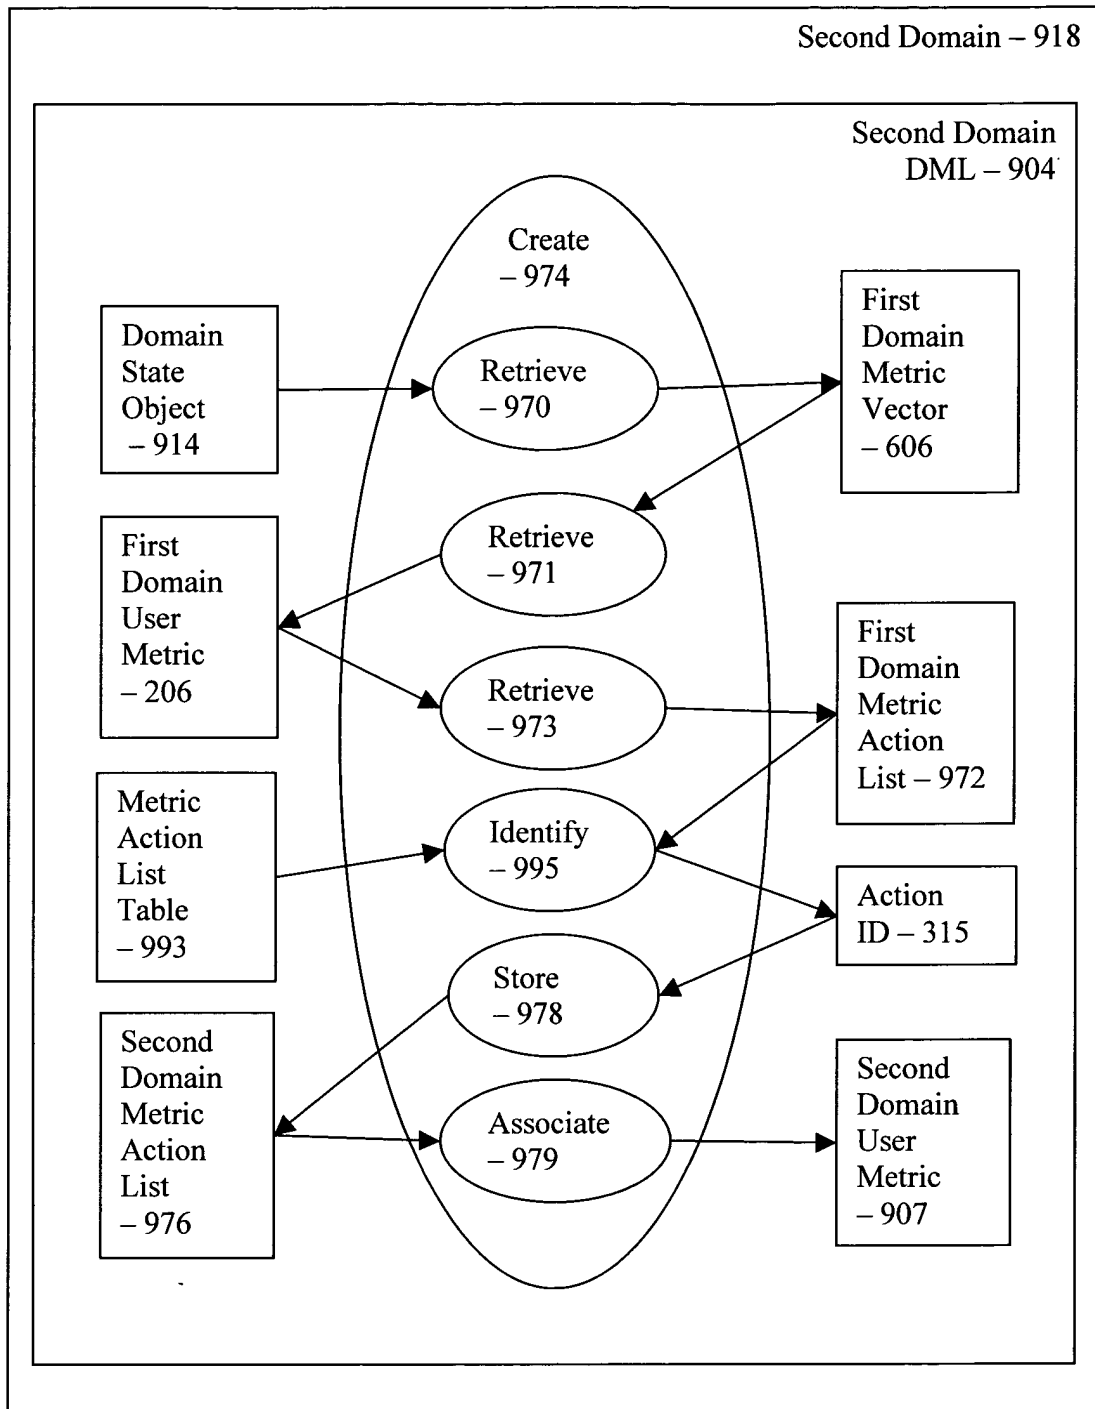 Second Domain – 918
Second Domain
DML – 904
Create
– 974
Domain
State
Object
– 914
Retrieve
– 970
First
Domain
Metric
Vector
– 606
First
Domain
User
Metric
– 206
Retrieve
– 971
Retrieve
– 973
First
Domain
Metric
Action
List – 972
Metric
Action
List
Table
– 993
Identify
– 995
Action
ID – 315
Store
– 978
Second
Domain
Metric
Action
List
– 976
Associate
– 979
Second
Domain
User
Metric
– 907